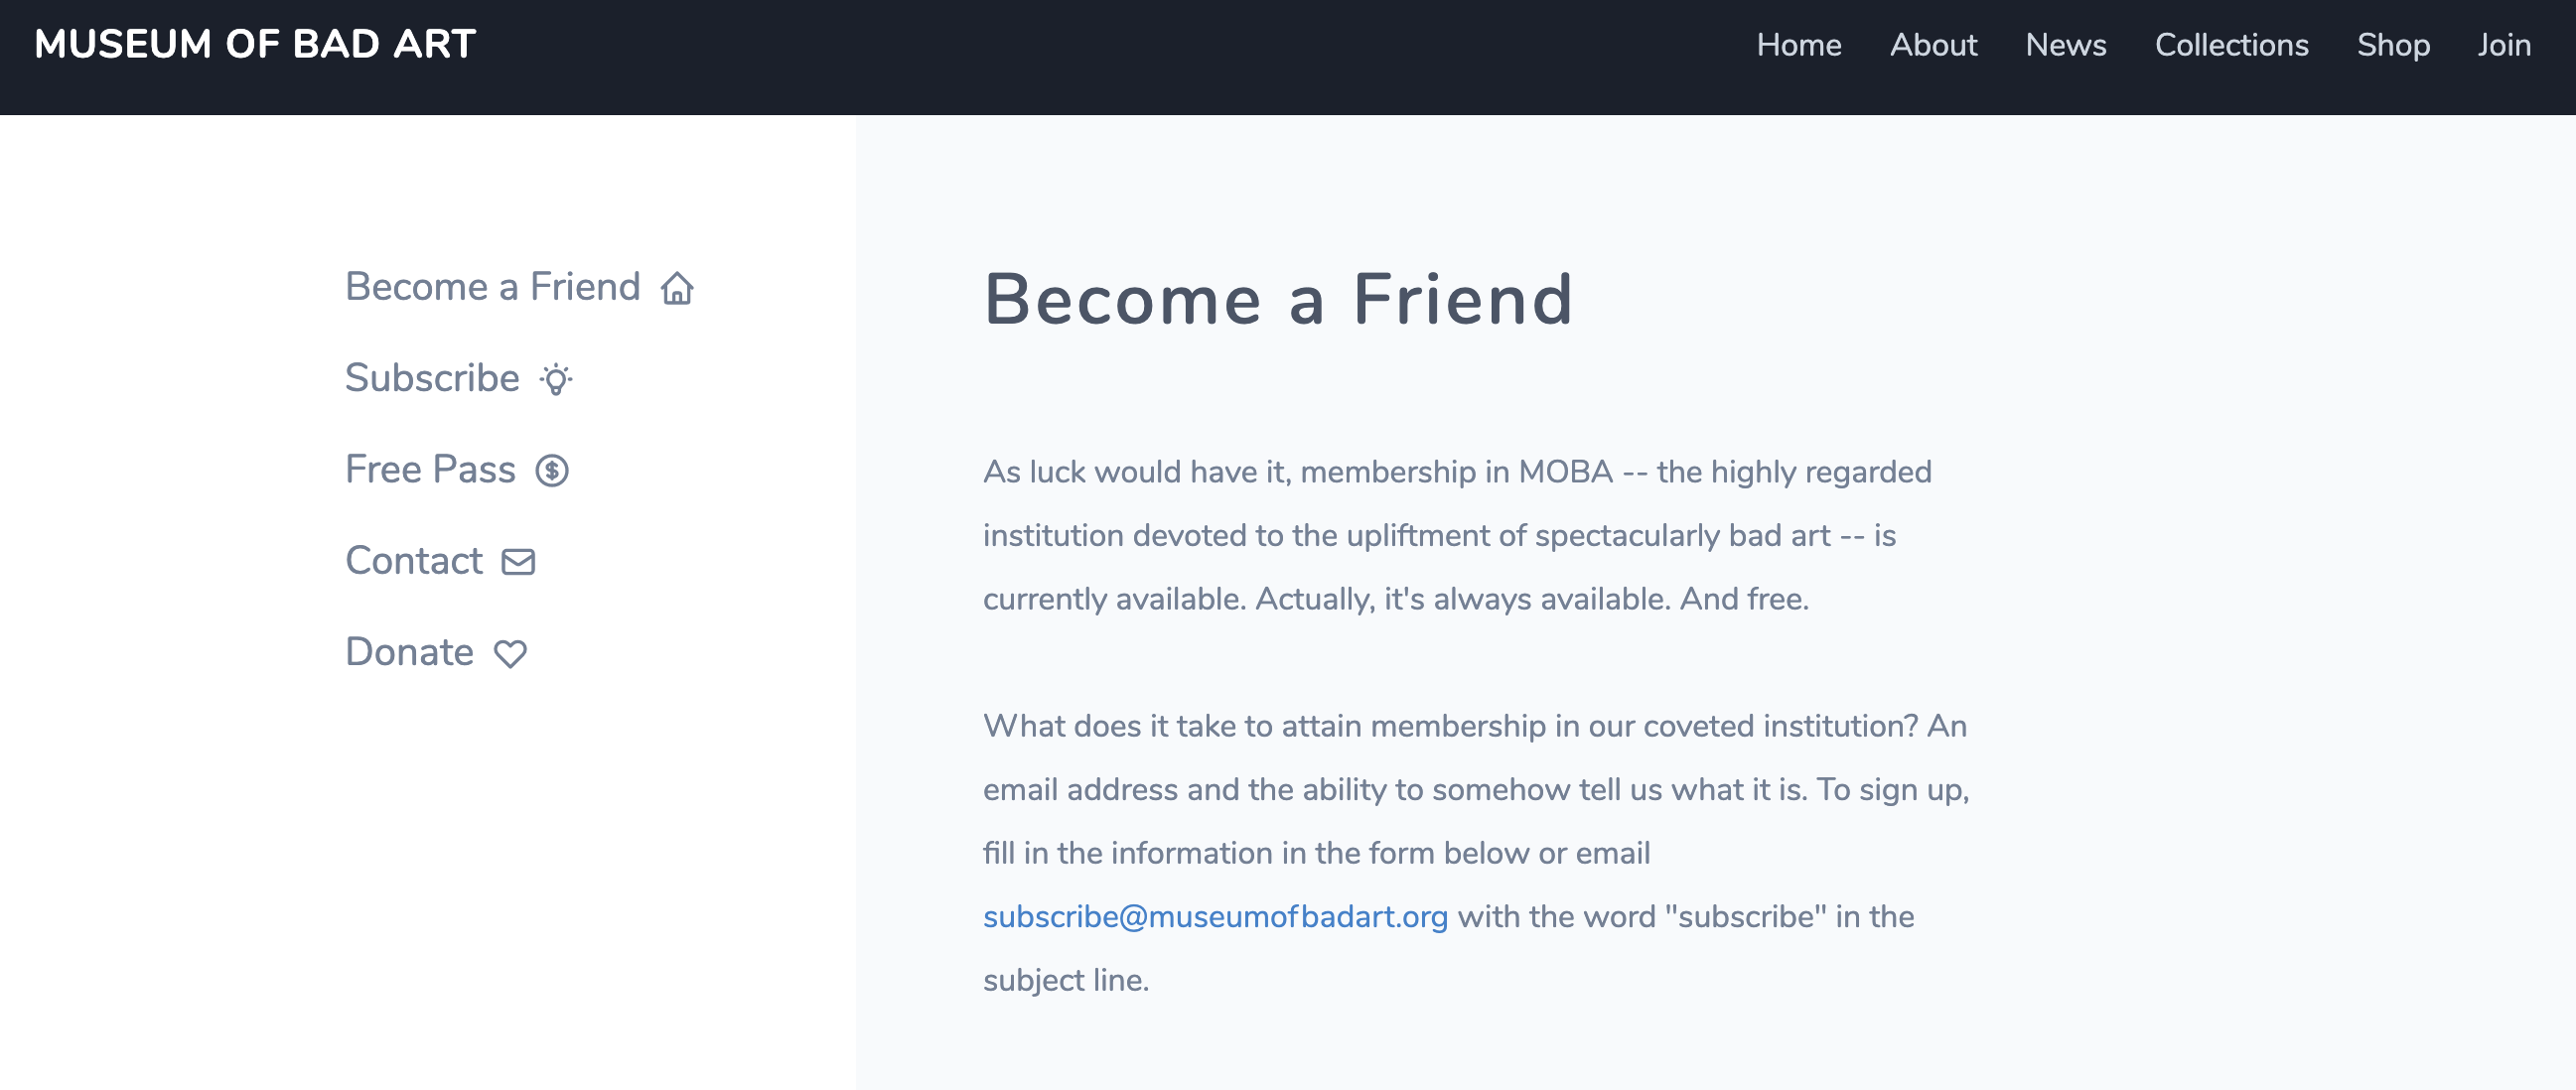 MUSEUM OF BAD ART
Home About News Collections Shop Join
Become a Friend
Subscribe
Free Pass
Contact
Donate
Become a Friend
As luck would have it, membership in MOBA -- the highly regarded
institution devoted to the upliftment of spectacularly bad art -- is
currently available. Actually, it's always available. And free.
What does it take to attain membership in our coveted institution? An
email address and the ability to somehow tell us what it is. To sign up,
fill in the information in the form below or email
subscribe@museumofbadart.org with the word "subscribe" in the
subject line.